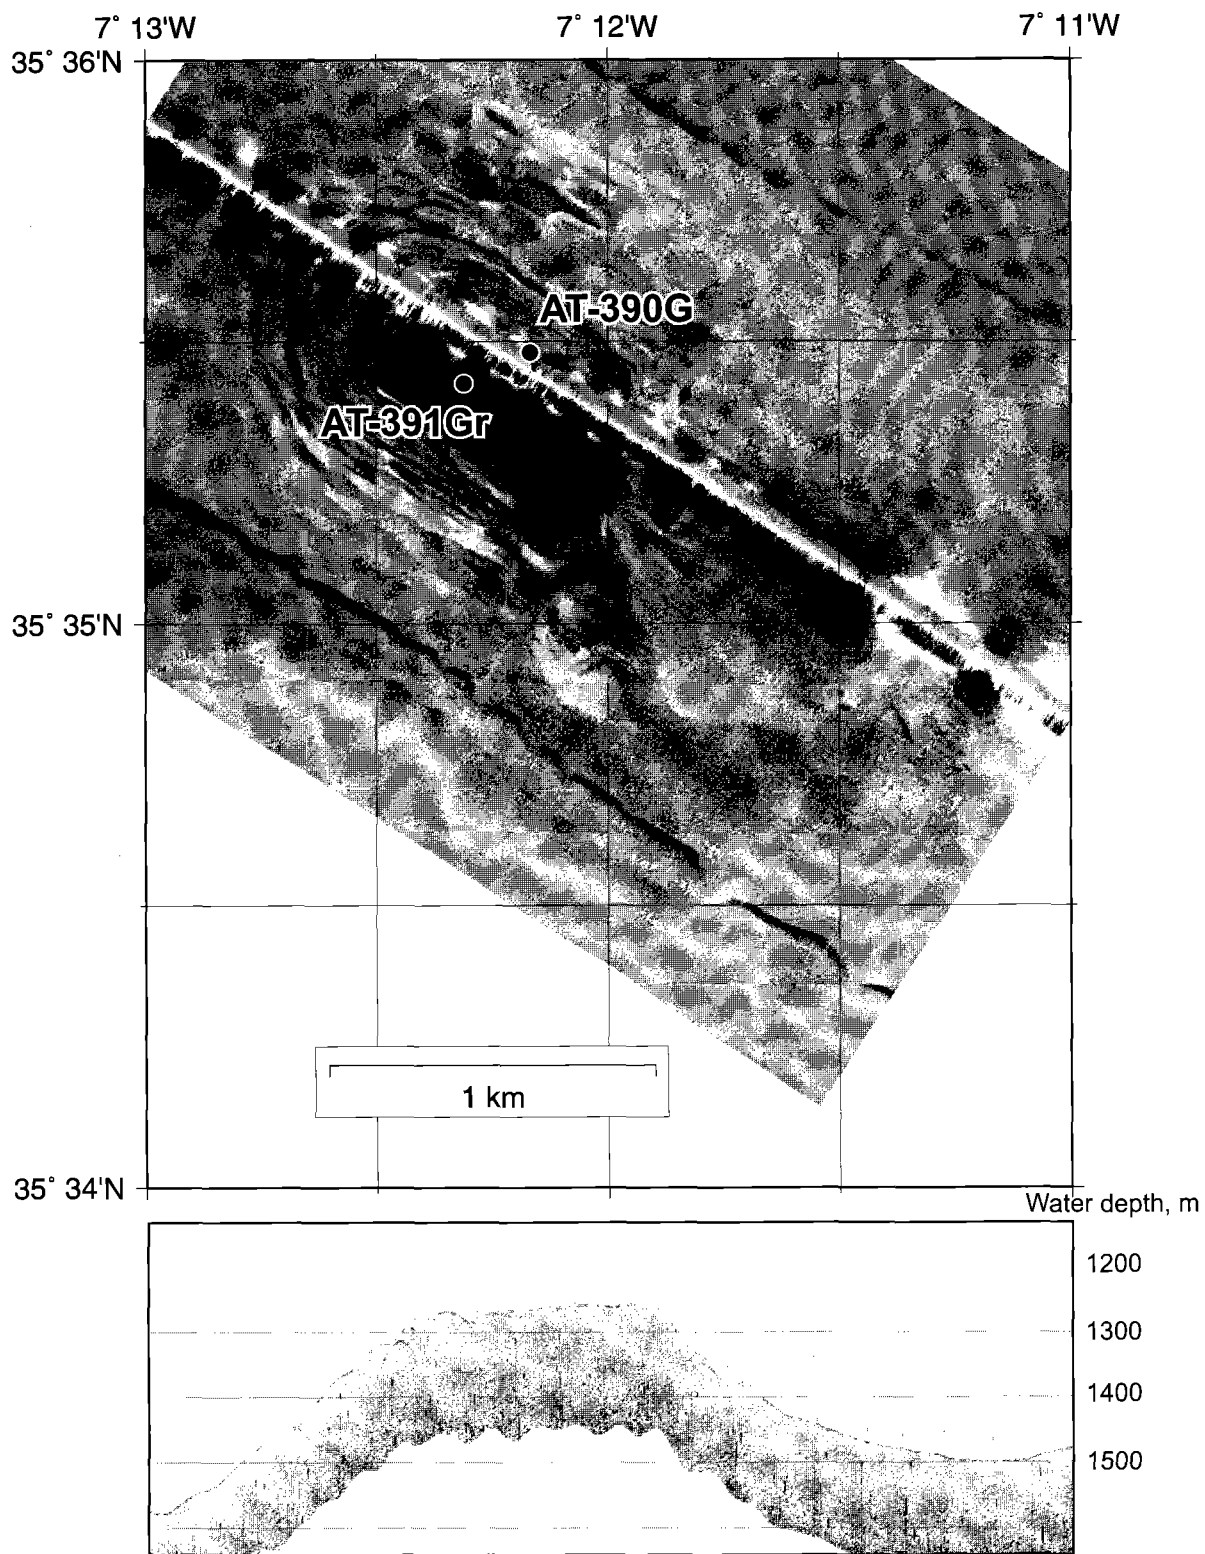 7° 13'W 7° 12'W 7° 11'W
35° 36'N
AT-390G
AT-391Gr
35° 35'N
1 km
35° 34'N
Water depth, m
1200
1300
1400
1500